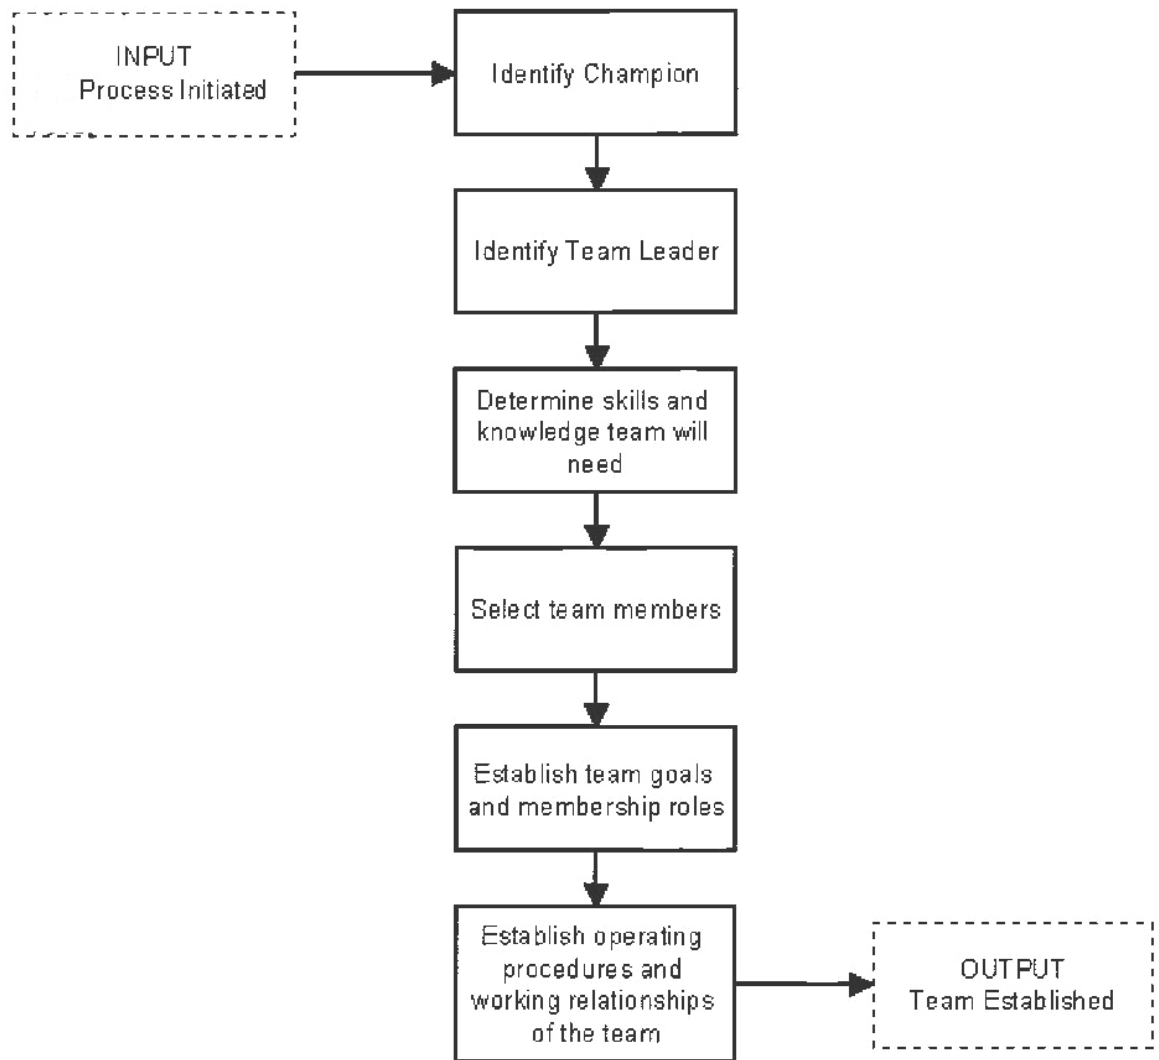 INPUT
Process Initiated
Identify Champion
Identify Team Leader
Determine skills and
knowledge team will
need
Select team members
Establish team goals
and membership roles
Establish operating
procedures and
working relationships
of the team
OUTPUT
Team Established